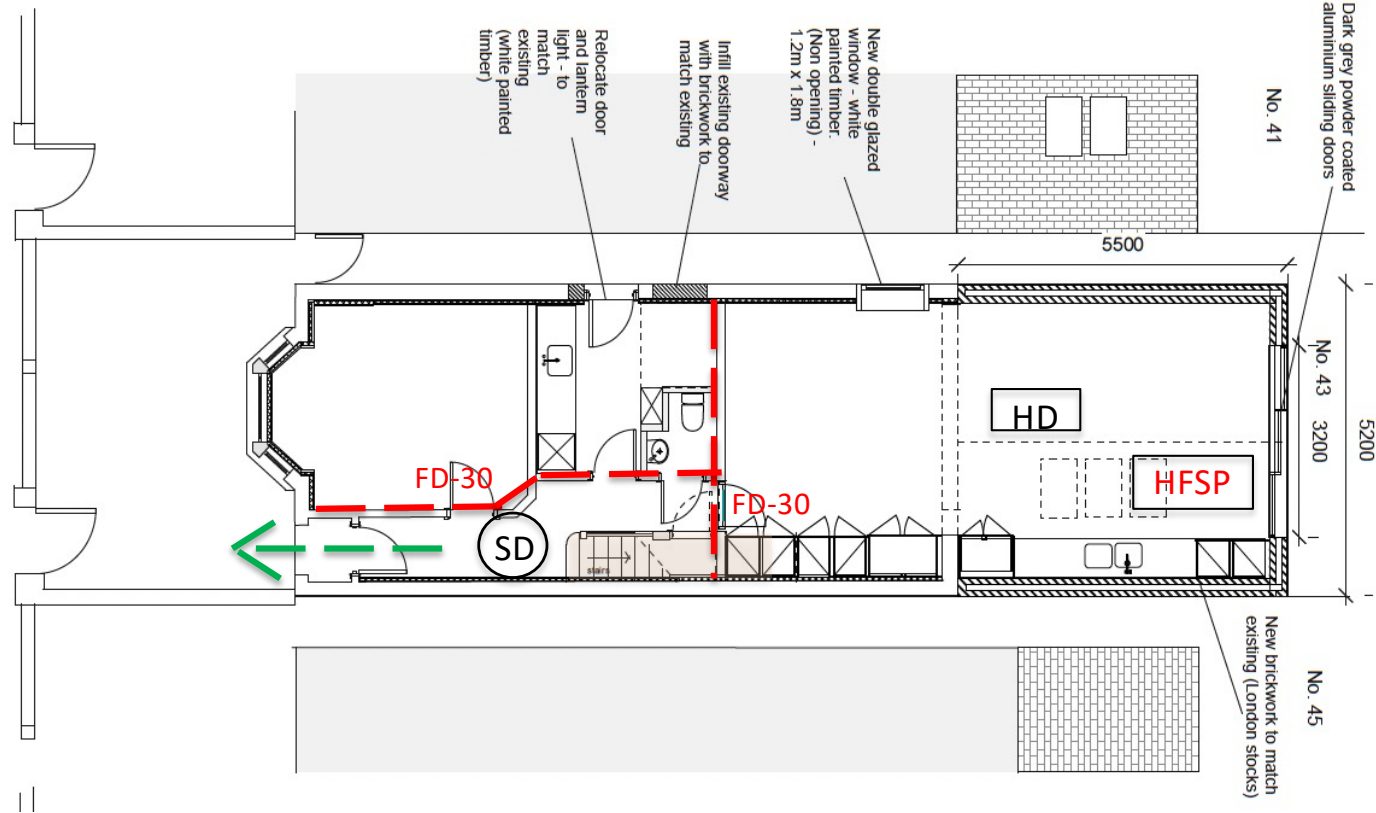 Dark grey powder coated
aluminium sliding doors
No. 41
New double glazed
window - white
painted timber.
(Non opening) -
1.2m x 1.8m
Infill existing doorway
with brickwork to
match existing
Relocate door
and lantern
light - to
match
existing
(white painted
timber)
5500
No. 43
3200
5200
HD
HFSP
FD-30
FD-30
SD
stairs
New brickwork to match
existing (London stocks)
No. 45